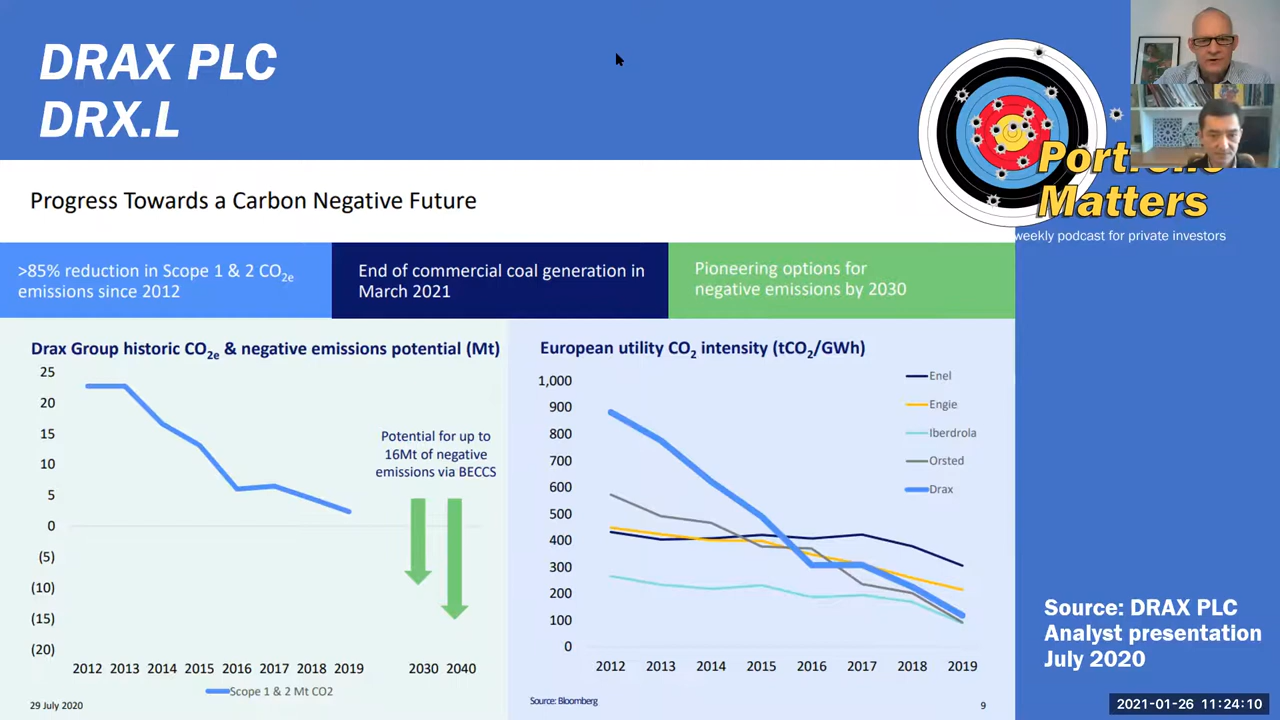 DRAX PLC
DRX.L
Matters
weekly podcast for private investors
Progress Towards a Carbon Negative Future
>85% reduction in Scope 1 & 2 CO2e
emissions since 2012
End of commercial coal generation in
March 2021
Pioneering options for
negative emissions by 2030
Drax Group historic CO2e & negative emissions potential (Mt)
25
20
15
10
5
0
(5)
(10)
(15)
(20)
Potential for up to
16Mt of negative
emissions via BECCS
2012 2013 2014 2015 2016 2017 2018 2019 2030 2040
Scope 1 & 2 Mt CO2
29 July 2020
European utility CO2 intensity (tCO2/GWh)
1,000
900
800
700
600
500
400
300
200
100
0
Enel
Engie
Iberdrola
Orsted
Drax
2012 2013 2014 2015 2016 2017 2018 2019
Source: Bloomberg
9
Source: DRAX PLC
Analyst presentation
July 2020
2021-01-26 11:24:10